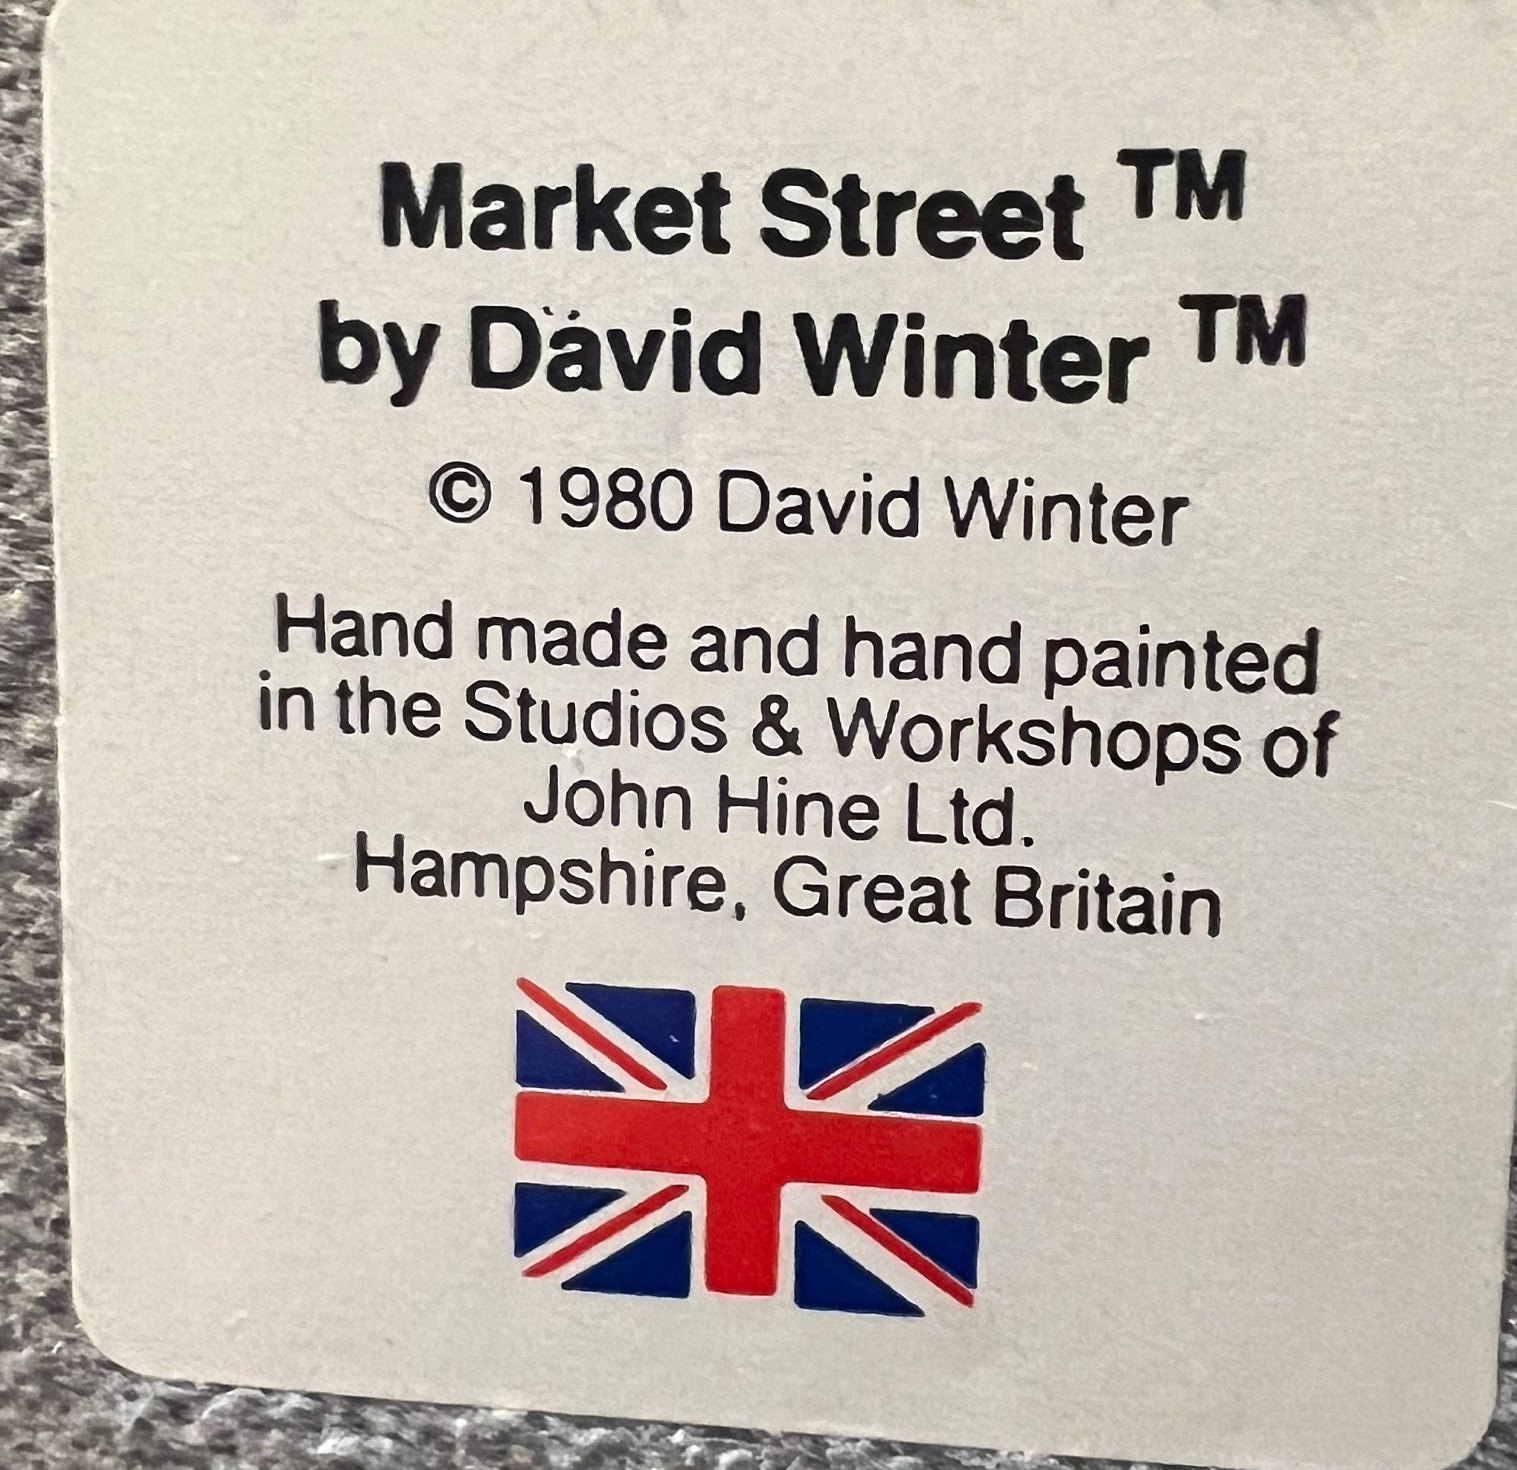 Market Street ™
by David Winter ™
© 1980 David Winter
Hand made and hand painted
in the Studios & Workshops of
John Hine Ltd.
Hampshire, Great Britain